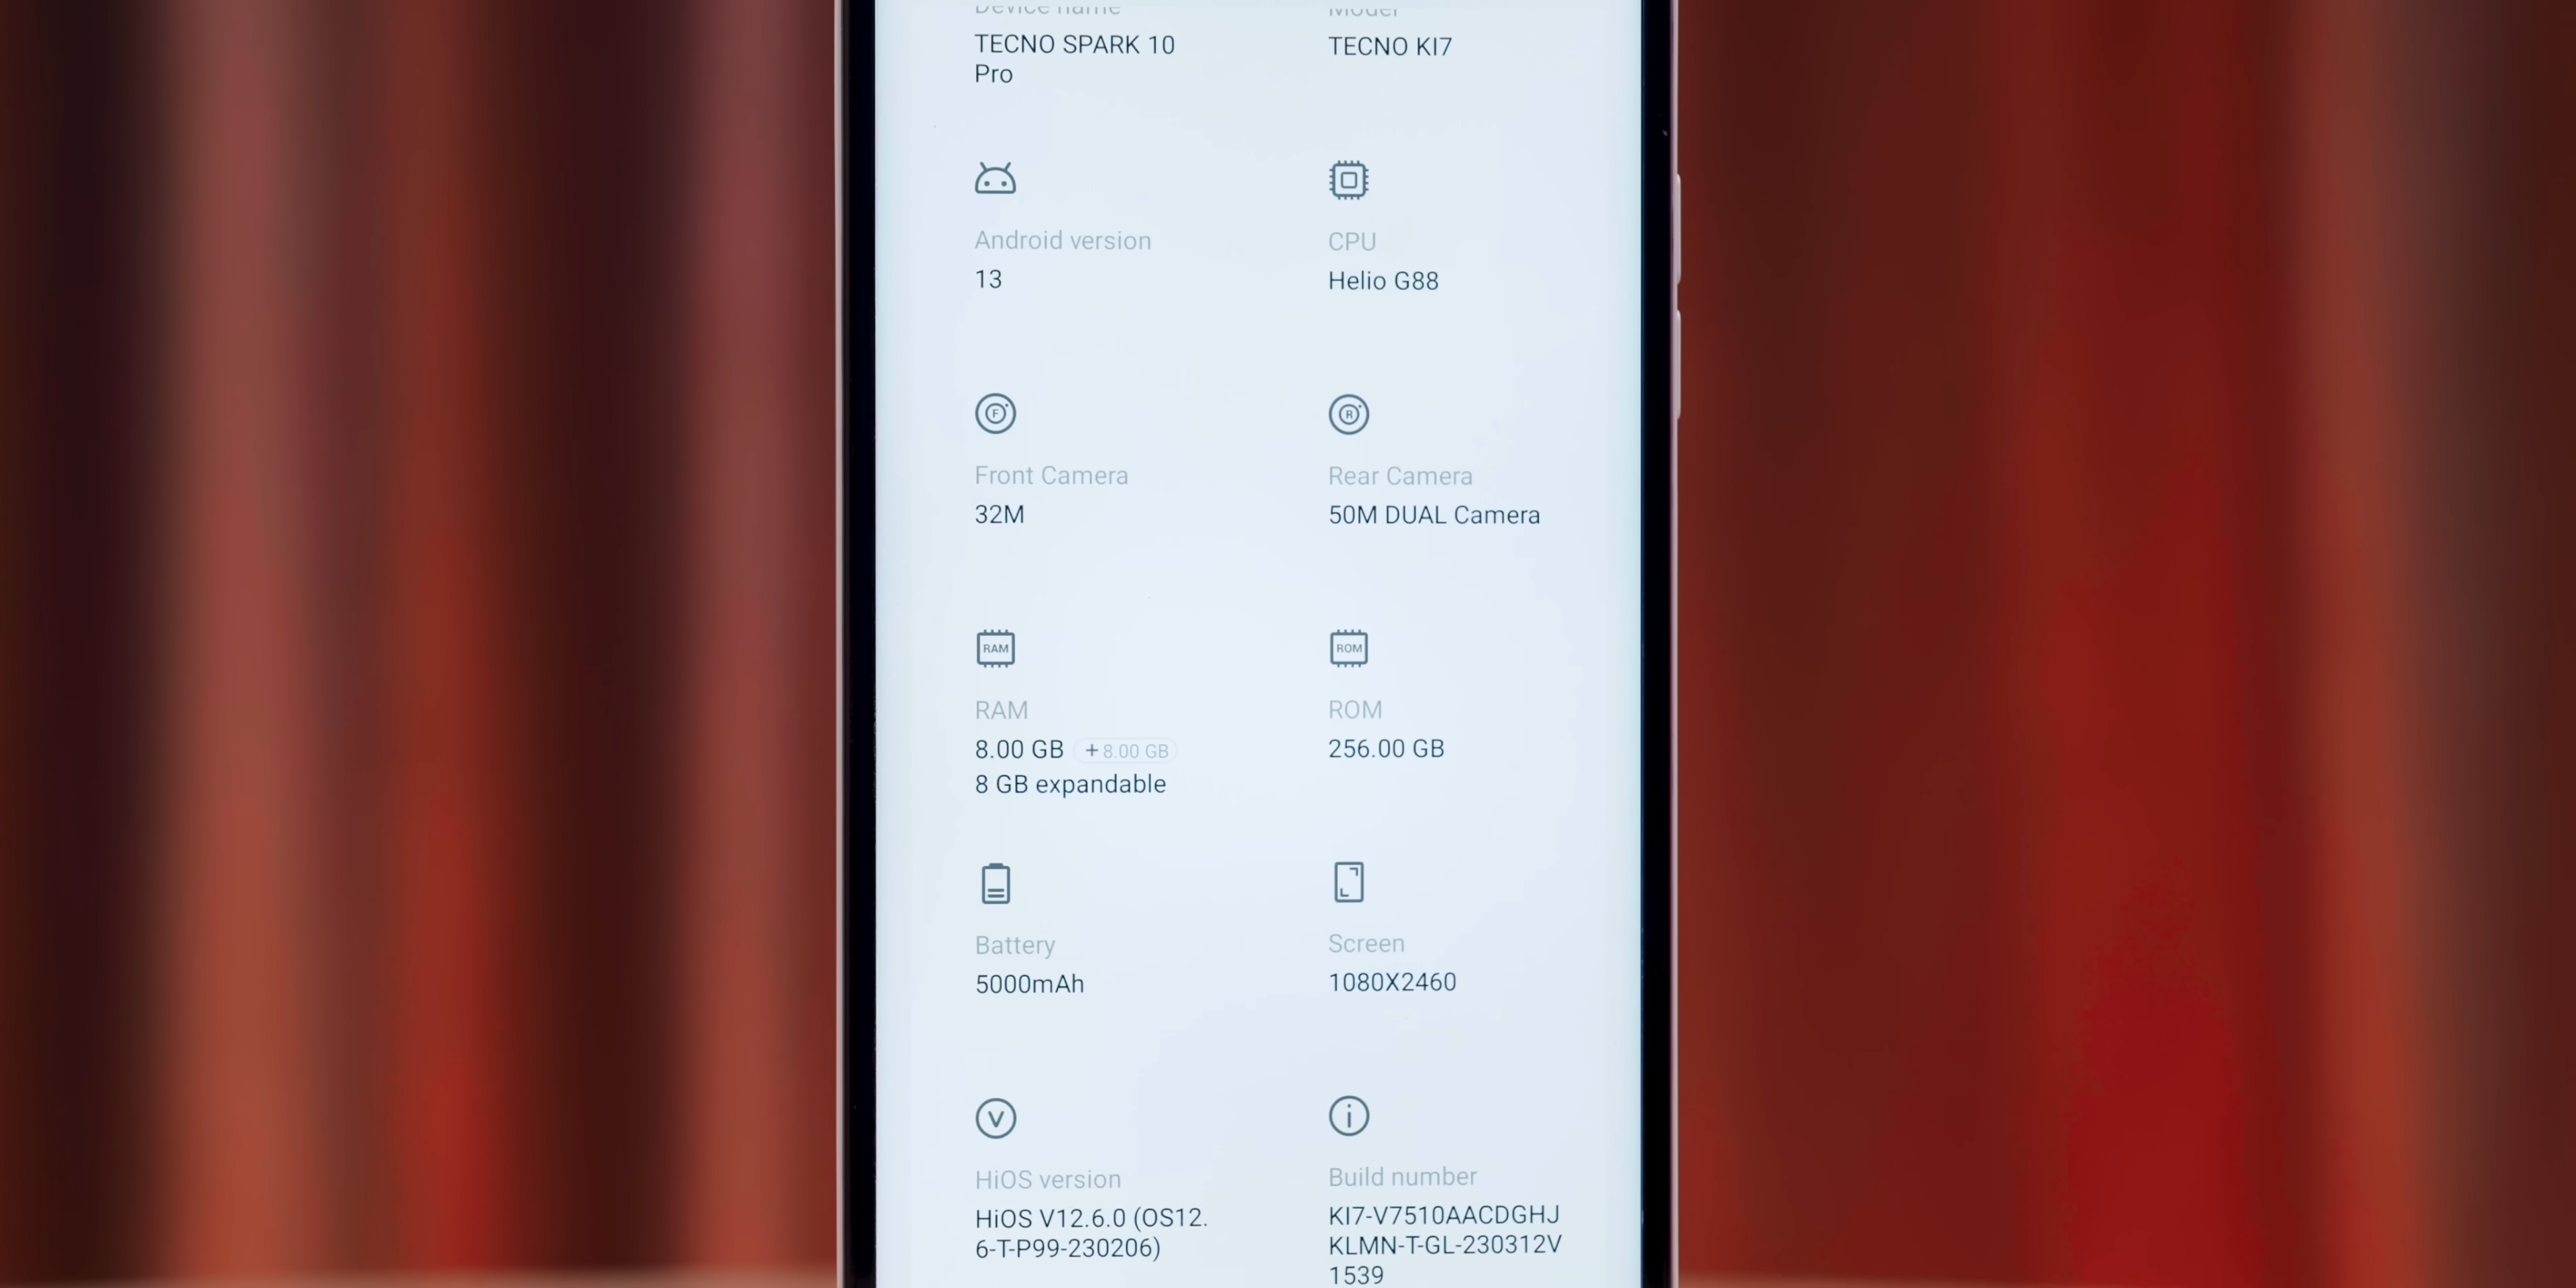 Device name
Model
TECNO SPARK 10
Pro
TECNO KI7
Android version
CPU
13
Helio G88
F
R
Front Camera
Rear Camera
32M
50M DUAL Camera
RAM
ROM
RAM
ROM
8.00 GB +8.00 GB
256.00 GB
8 GB expandable
Battery
Screen
5000mAh
1080X2460
V
i
HiOS version
Build number
HiOS V12.6.0 (OS12.
6-T-P99-230206)
KI7-V7510AACDGHJ
KLMN-T-GL-230312V
1539